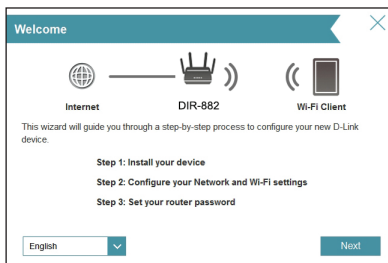 Welcome
Internet
DIR-882
Wi-Fi Client
This wizard will guide you through a step-by-step process to configure your new D-Link
device.
Step 1: Install your device
Step 2: Configure your Network and Wi-Fi settings
Step 3: Set your router password
English
Next